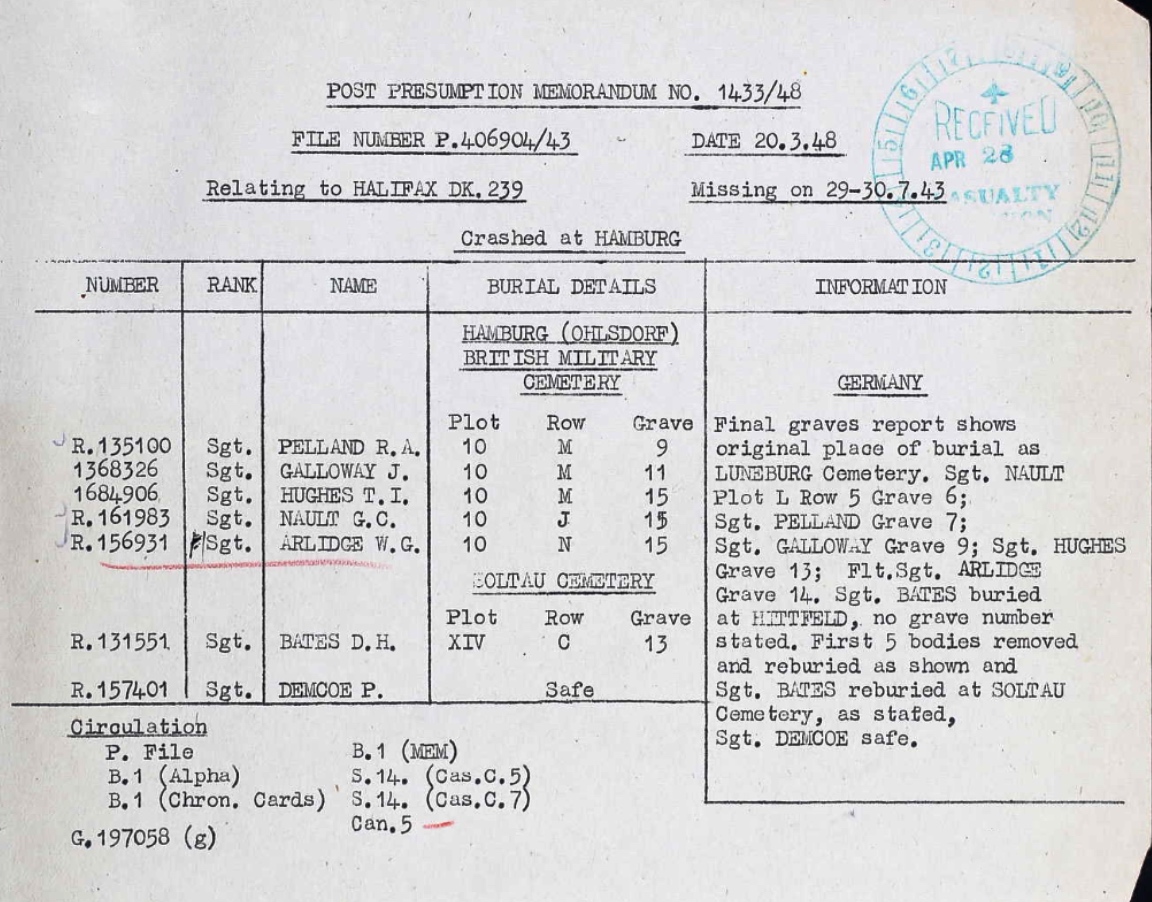 POST PRESUMPTION MEMORANDUM NO. 1433/48
FILE NUMBER P.406904/43 DATE 20.3.48
Relating to HALIFAX DK.239 Missing on 29-30.7.43
Crashed at HAMBURG
RECEIVED
APR 28
NUMBER RANK NAME BURIAL DETAILS INFORMATION
HAMBURG (OHLSDORF)
BRITISH MILITARY
CEMETERY
Plot Row Grave
R.135100 Sgt. PELLAND R.A. 10 M 9
1368326 Sgt. GALLOWAY J. 10 M 11
1684906 Sgt. HUGHES T.I. 10 M 15
R.161983 Sgt. NAULT G.C. 10 J 15
R.156931 F/Sgt. ARLIDGE W.G. 10 N 15
SOLTAU CEMETERY
Plot Row Grave
R.131551 Sgt. BATES D.H. XIV C 13
R.157401 Sgt. DEMCOE P. Safe
GERMANY
Final graves report shows
original place of burial as
LUNEBURG Cemetery. Sgt. NAULT
Plot L Row 5 Grave 6;
Sgt. PELLAND Grave 7;
Sgt. GALLOWAY Grave 9; Sgt. HUGHES
Grave 13; Flt.Sgt. ARLIDGE
Grave 14. Sgt. BATES buried
at HITTFELD, no grave number
stated. First 5 bodies removed
and reburied as shown and
Sgt. BATES reburied at SOLTAU
Cemetery, as stated,
Sgt. DEMCOE safe.
Circulation
P. File B.1 (MEM)
B.1 (Alpha) S.14. (Cas.C.5)
B.1 (Chron. Cards) S.14. (Cas.C.7)
Can.5
G.197058 (g)